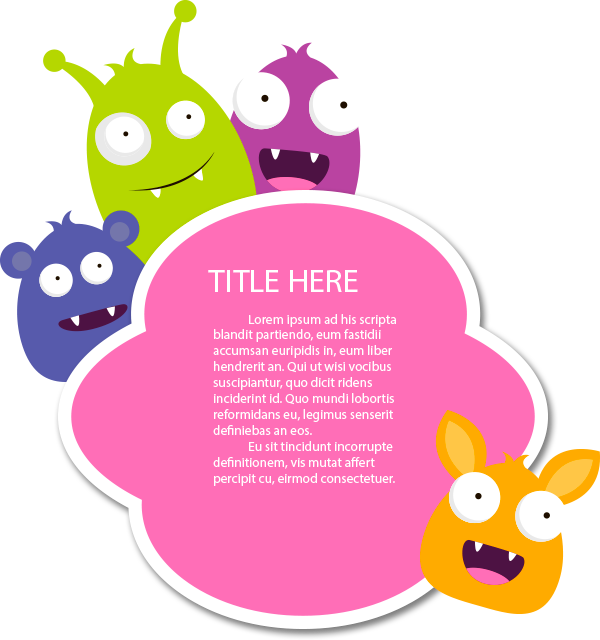 TITLE HERE
Lorem ipsum ad his scripta
blandit partiendo, eum fastidii
accumsan euripidis in, eum liber
hendrerit an. Qui ut wisi vocibus
suscipiantur, quo dicit ridens
inciderint id. Quo mundi lobortis
reformidans eu, legimus senserit
definiebas an eos.
Eu sit tincidunt incorrupte
definitionem, vis mutat affert
percipit cu, eirmod consectetuer.